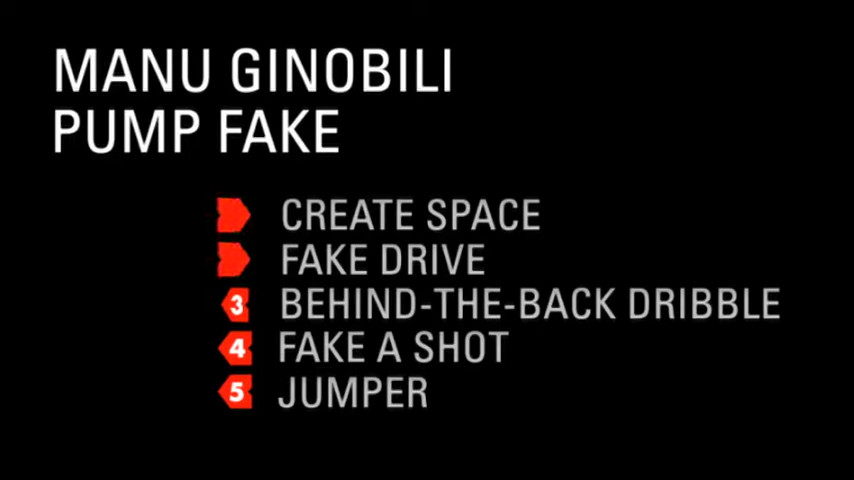 MANU GINOBILI
PUMP FAKE
CREATE SPACE
FAKE DRIVE
3 BEHIND-THE-BACK DRIBBLE
4 FAKE A SHOT
5 JUMPER